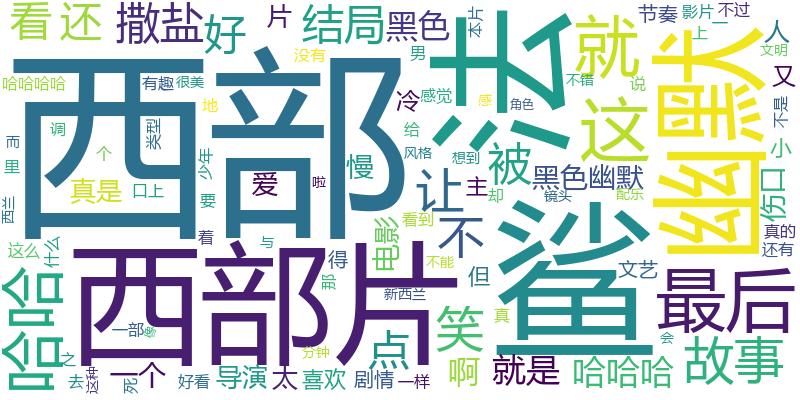 看
还
撒盐
好
片
结局
黑色
节奏
影片
一
不过
本片
上
人
文明
没有
男
法
就
幽默
哈哈哈哈
有趣
很美
冷
感觉
感
不错
说
又
西部
地
角色
而
调
类型
慢
给
这
不是
里
个
少年
被
风格
想到
黑色幽默
小
真是
口上
要
爱
啦
让
主
却
镜头
配乐
伤口
西兰
着
与
电影
看到
不
鲨
真的
还有
这么
什么
得
但
文艺
哈哈
西部片
那
不能
新西兰
最后
一部
像
点
笑
真
会
故事
之
分钟
去
这种
死
一个
好看
导演
太
喜欢
剧情
一样
啊
就是
哈哈哈